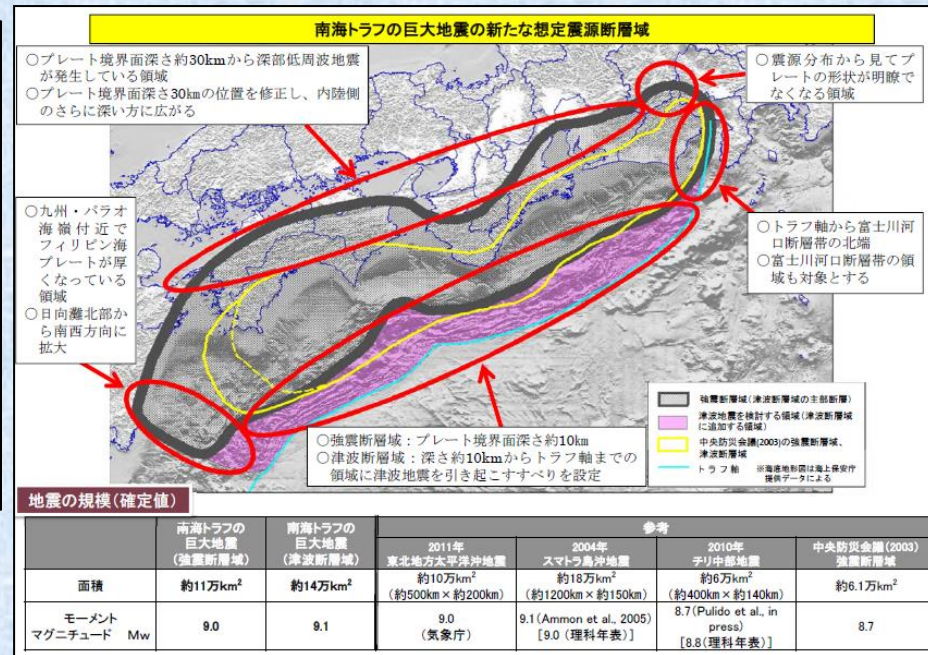 南海トラフの巨大地震の新たな想定震源断層域
○プレート境界面深さ約30kmから深部低周波地震
が発生している領域
○プレート境界面深さ30kmの位置を修正し、内陸側
のさらに深い方に広がる
○震源分布から見てプ
レートの形状が明瞭で
なくなる領域
○九州・パラオ
海嶺付近で
フィリピン海
プレートが厚
くなっている
領域
○日向灘北部か
ら南西方向に
拡大
○トラフ軸から富士川河
口断層帯の北端
○富士川河口断層帯の領
域も対象とする
○強震断層域：プレート境界面深さ約10km
○津波断層域：深さ約10kmからトラフ軸までの
領域に津波地震を引き起こすすべりを設定
強震断層域(津波断層域の主部断層)
津波地震を検討する領域(津波断層域
に追加する領域)
中央防災会議(2003)の強震断層域、
津波断層域
トラフ軸 ※海底地形図は海上保安庁
提供データによる
地震の規模(確定値)
南海トラフの
巨大地震
(強震断層域)
南海トラフの
巨大地震
(津波断層域)
参考
2011年
東北地方太平洋沖地震
2004年
スマトラ島沖地震
2010年
チリ中部地震
中央防災会議(2003)
強震断層域
面積
約11万km²
約14万km²
約10万km²
(約500km×約200km)
約18万km²
(約1200km×約150km)
約6万km²
(約400km×約140km)
約6.1万km²
モーメント
マグニチュード Mw
9.0
9.1
9.0
(気象庁)
9.1(Ammon et al., 2005)
[9.0 (理科年表)]
8.7(Pulido et al., in
press)
[8.8(理科年表)]
8.7